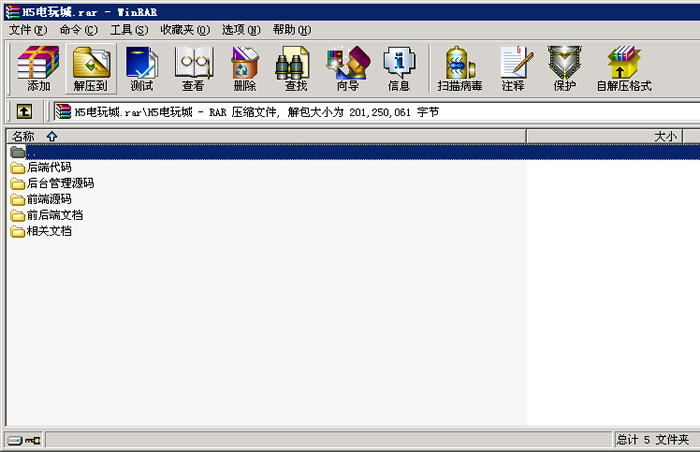 H5电玩城.rar - WinRAR
文件(F) 命令(C) 工具(S) 收藏夹(O) 选项(N) 帮助(H)
添加 解压到 测试 查看 删除 查找 向导 信息 扫描病毒 注释 保护 自解压格式
H5电玩城.rar\H5电玩城 - RAR 压缩文件, 解包大小为 201,250,061 字节
名称 大小
..
后端代码
后台管理源码
前端源码
前后端文档
相关文档
总计 5 文件夹